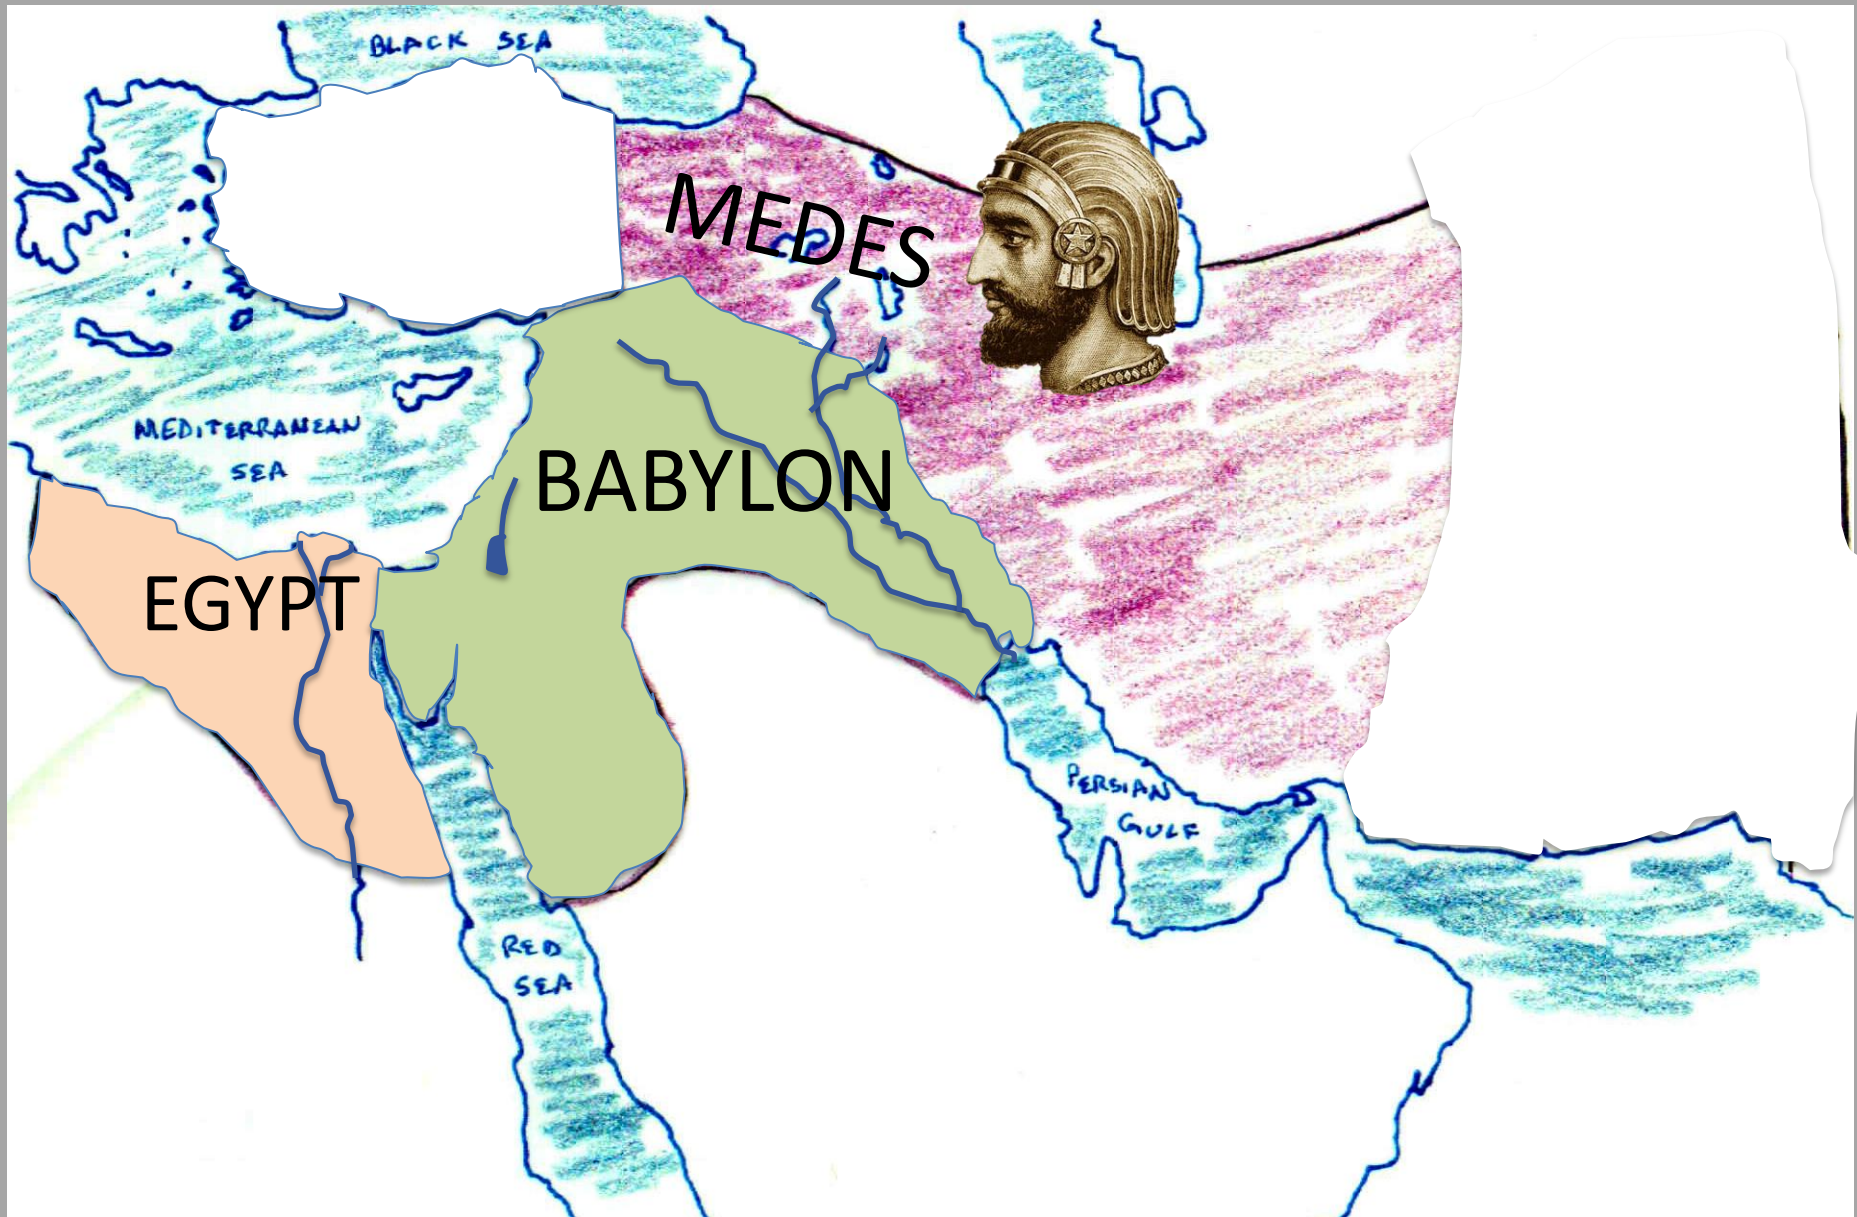 BLACK SEA
MEDES
MEDITERRANEAN
SEA
BABYLON
EGYPT
PERSIAN
GULF
RED
SEA